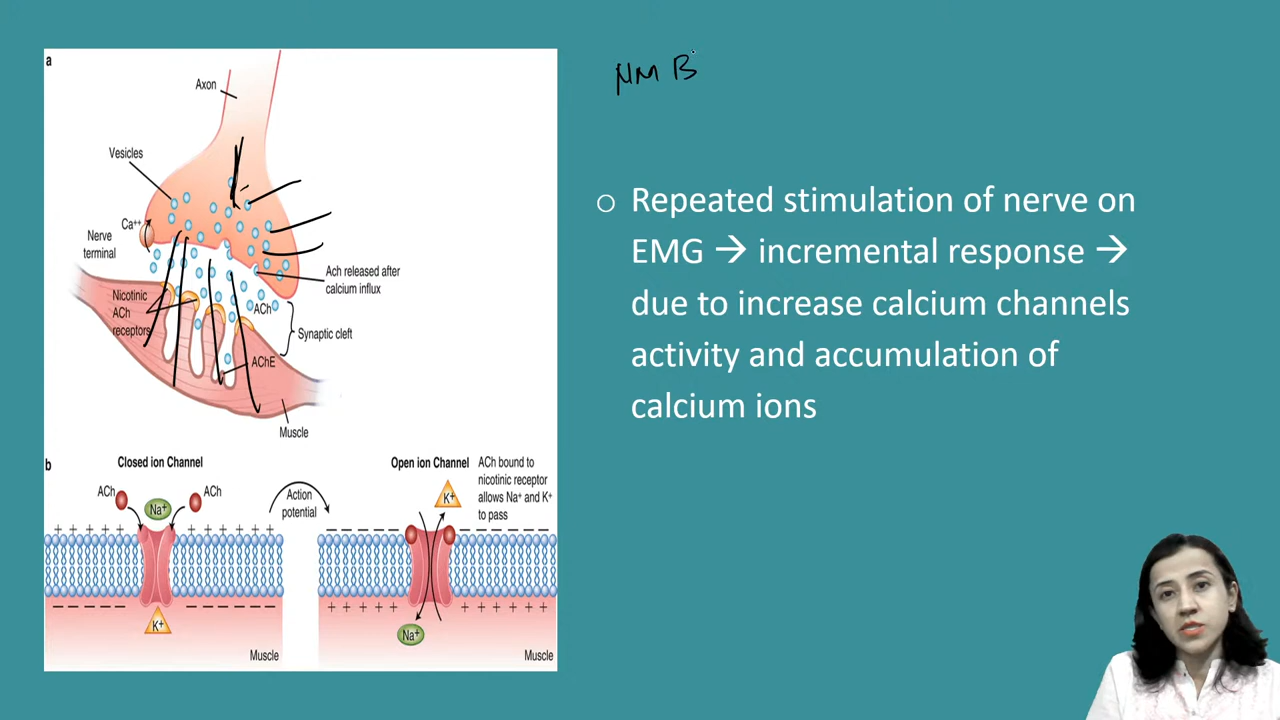 a
Axon
Vesicles
Ca++
Nerve
terminal
Ach released after
calcium influx
Nicotinic
ACh
receptors
ACh
Synaptic cleft
AChE
Muscle
b
Closed ion Channel
ACh
Na+
ACh
K+
Muscle
Action
potential
Open ion Channel
ACh bound to
nicotinic receptor
allows Na+ and K+
to pass
K+
Na+
Muscle
NM B
Repeated stimulation of nerve on
EMG → incremental response →
due to increase calcium channels
activity and accumulation of
calcium ions